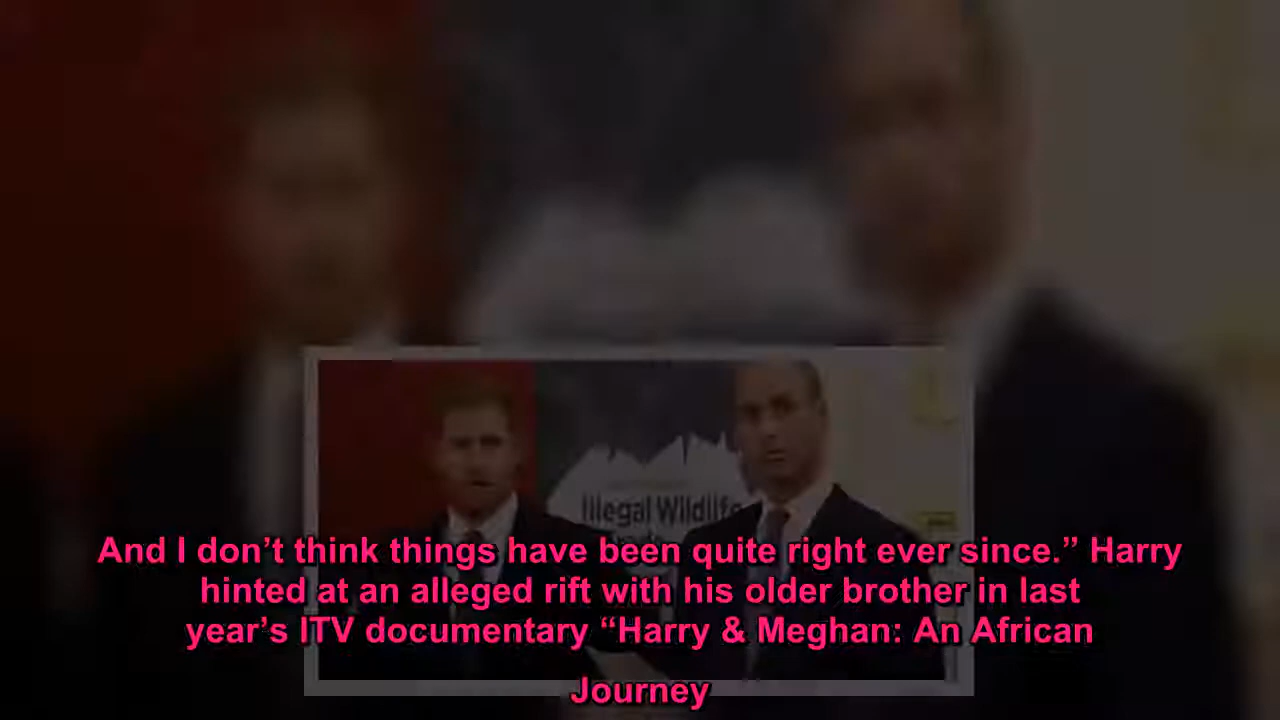 Illegal Wildlife
And I don’t think things have been quite right ever since.” Harry
hinted at an alleged rift with his older brother in last
year’s ITV documentary “Harry & Meghan: An African
Journey